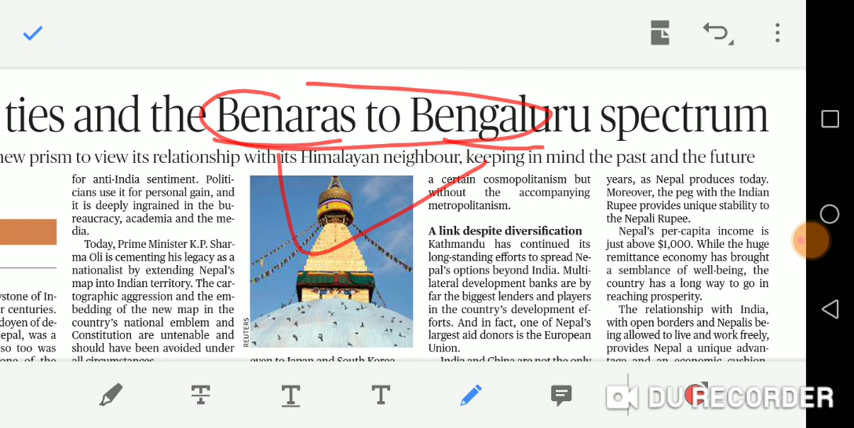 ties and the Benaras to Bengaluru spectrum
new prism to view its relationship with its Himalayan neighbour, keeping in mind the past and the future
ystone of In-
r centuries.
doyen of de-
epal, was a
so too was
one of the
for anti-India sentiment. Politi-
cians use it for personal gain, and
it is deeply ingrained in the bu-
reaucracy, academia and the me-
dia.
Today, Prime Minister K.P. Shar-
ma Oli is cementing his legacy as a
nationalist by extending Nepal's
map into Indian territory. The car-
tographic aggression and the em-
bedding of the new map in the
country's national emblem and
Constitution are untenable and
should have been avoided under
all circumstances.
REUTERS
even to Japan and South Korea
a certain cosmopolitanism but
without the accompanying
metropolitanism.
A link despite diversification
Kathmandu has continued its
long-standing efforts to spread Ne-
pal's options beyond India. Multi-
lateral development banks are by
far the biggest lenders and players
in the country's development ef-
forts. And in fact, one of Nepal's
largest aid donors is the European
Union.
India and China are not the only
years, as Nepal produces today.
Moreover, the peg with the Indian
Rupee provides unique stability to
the Nepali Rupee.
Nepal's per-capita income is
just above $1,000. While the huge
remittance economy has brought
a semblance of well-being, the
country has a long way to go in
reaching prosperity.
The relationship with India,
with open borders and Nepalis be-
ing allowed to live and work freely,
provides Nepal a unique advan-
tage and an economic cushion.
T T T
DU RECORDER